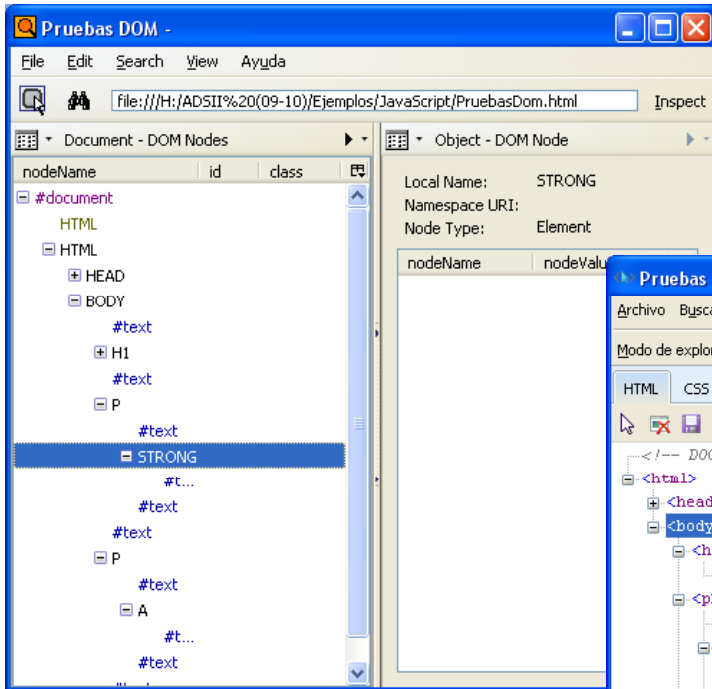 Pruebas DOM -
File Edit Search View Ayuda
file:///H:/ADSII%20(09-10)/Ejemplos/JavaScript/PruebasDom.html Inspect
Document - DOM Nodes
nodeName id class
#document
HTML
HTML
HEAD
BODY
#text
H1
#text
P
#text
STRONG
#t...
#text
#text
P
#text
A
#t...
#text
Object - DOM Node
Local Name: STRONG
Namespace URI:
Node Type: Element
nodeName nodeValu
Pruebas
Archivo Busca
Modo de explor
HTML CSS
<!-- DOC
<html>
<head
<body
<h
<p